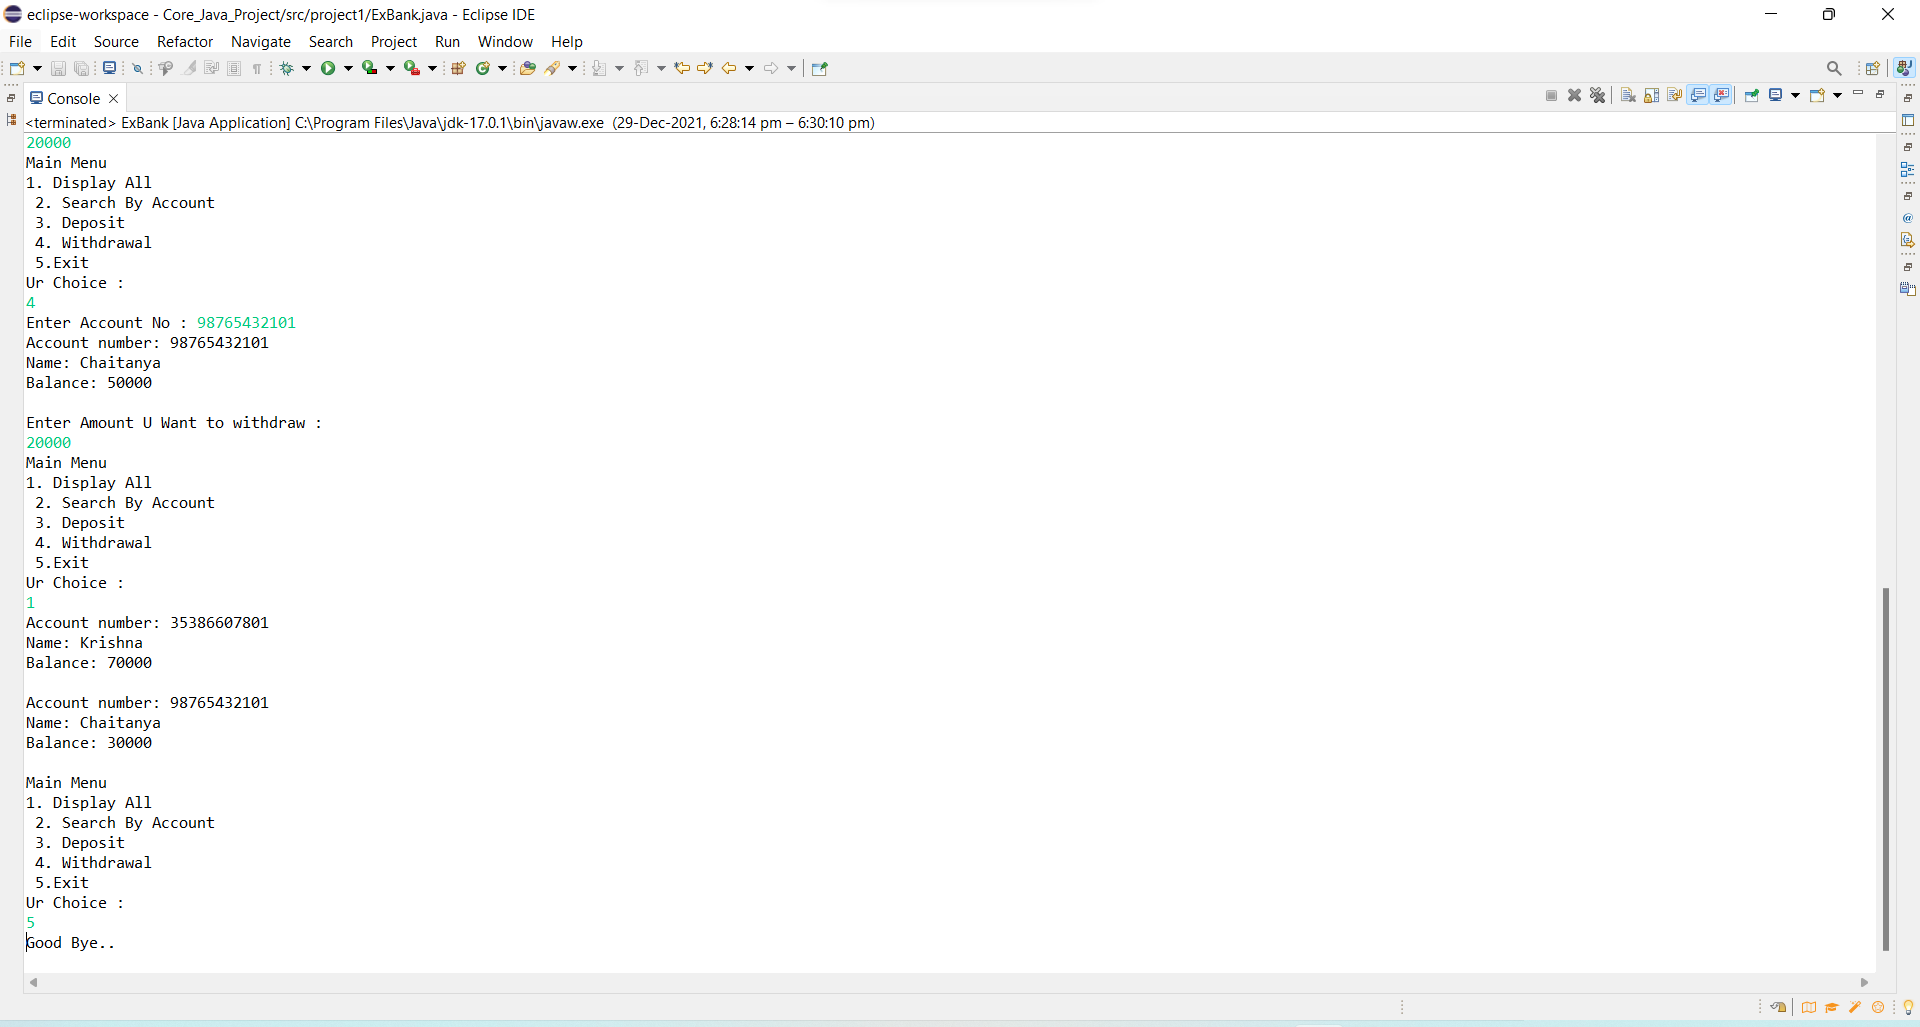 eclipse-workspace - Core_Java_Project/src/project1/ExBank.java - Eclipse IDE
File Edit Source Refactor Navigate Search Project Run Window Help
Console
<terminated> ExBank [Java Application] C:\Program Files\Java\jdk-17.0.1\bin\javaw.exe (29-Dec-2021, 6:28:14 pm – 6:30:10 pm)
20000
Main Menu
1. Display All
 2. Search By Account
 3. Deposit
 4. Withdrawal
 5.Exit
Ur Choice :
4
Enter Account No : 98765432101
Account number: 98765432101
Name: Chaitanya
Balance: 50000
Enter Amount U Want to withdraw :
20000
Main Menu
1. Display All
 2. Search By Account
 3. Deposit
 4. Withdrawal
 5.Exit
Ur Choice :
1
Account number: 35386607801
Name: Krishna
Balance: 70000
Account number: 98765432101
Name: Chaitanya
Balance: 30000
Main Menu
1. Display All
 2. Search By Account
 3. Deposit
 4. Withdrawal
 5.Exit
Ur Choice :
5
Good Bye..